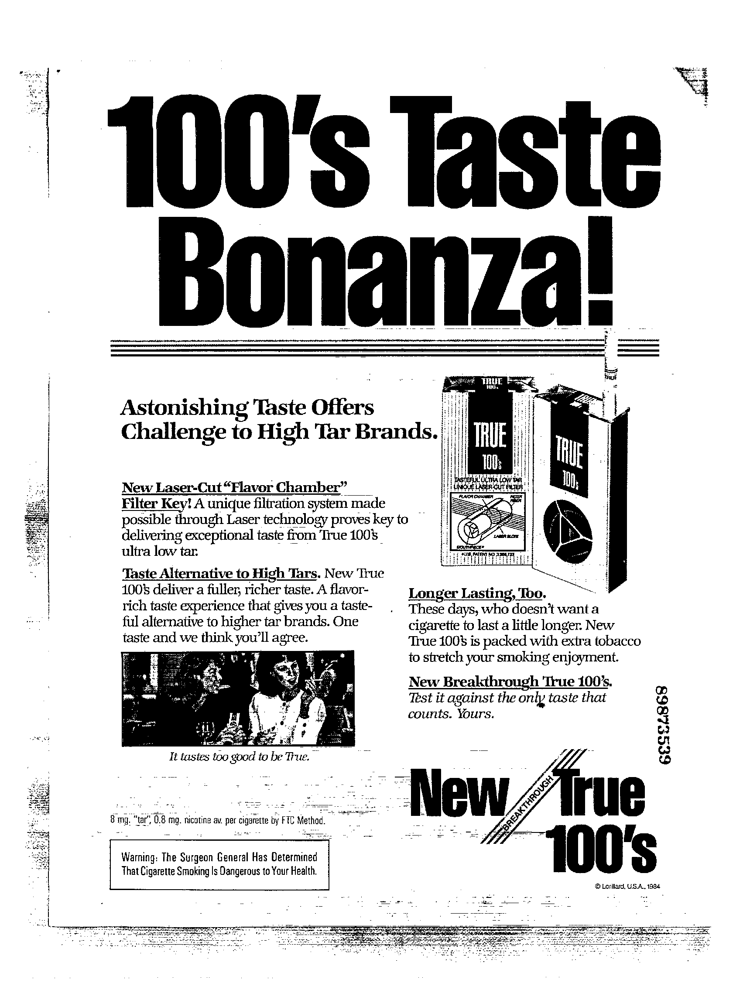 100's Taste
Bonanza!
Astonishing Taste Offers
Challenge to High Tar Brands.
New Laser-Cut "Flavor Chamber"
Filter Key! A unique filtration system made
possible through Laser technology proves key to
delivering exceptional taste from True 100's
ultra low tar.
Taste Alternative to High Tars. New True
100's deliver a fuller, richer taste. A flavor-
rich taste experience that gives you a taste-
ful alternative to higher tar brands. One
taste and we think you'll agree.
It tastes too good to be True.
TRUE
100s
TRUE
100s
TASTEFUL ULTRA LOW TAR
UNIQUE LASER-CUT FILTER
FLAVOR CHAMBER
FILTER
LASER SLOTS
MOUTHPIECE
TRUE
100s
Longer Lasting, Too.
These days, who doesn't want a
cigarette to last a little longer. New
True 100's is packed with extra tobacco
to stretch your smoking enjoyment.
New Breakthrough True 100's.
Test it against the only taste that
counts. Yours.
89873539
New BREAKTHROUGH True
100's
8 mg. "tar", 0.8 mg. nicotine av. per cigarette by FTC Method.
Warning: The Surgeon General Has Determined
That Cigarette Smoking Is Dangerous to Your Health.
© Lorillard, U.S.A., 1984